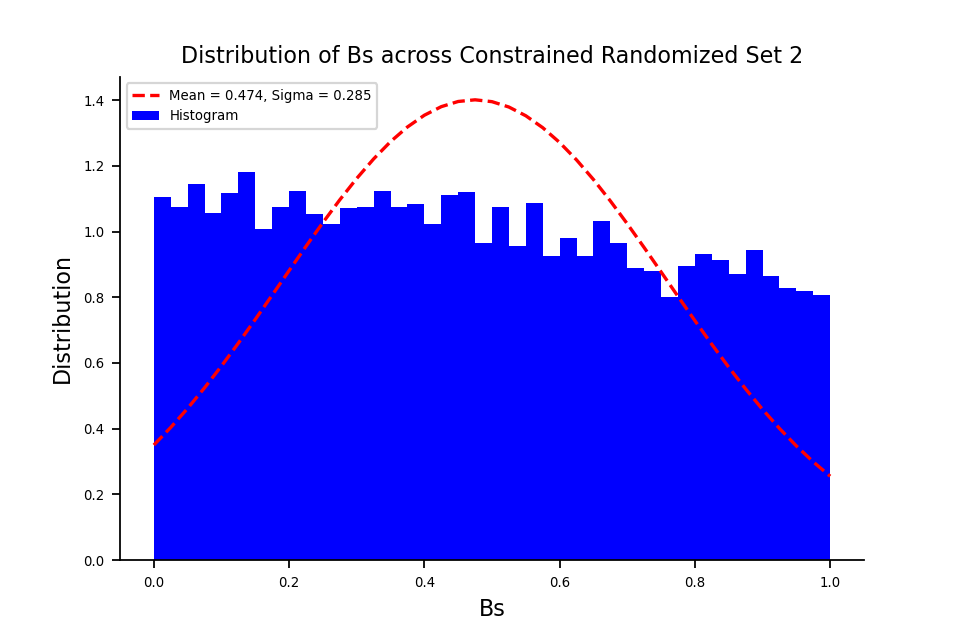 Distribution of Bs across Constrained Randomized Set 2
Mean = 0.474, Sigma = 0.285
Histogram
Distribution
1.4
1.2
1.0
0.8
0.6
0.4
0.2
0.0
0.0 0.2 0.4 0.6 0.8 1.0
Bs